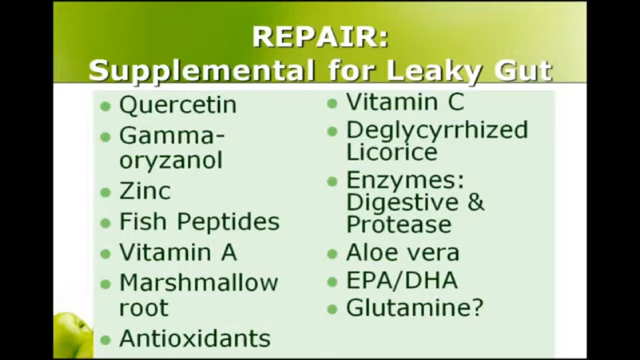 REPAIR:
Supplemental for Leaky Gut
Quercetin
Gamma-
oryzanol
Zinc
Fish Peptides
Vitamin A
Marshmallow
root
Antioxidants
Vitamin C
Deglycyrrhized
Licorice
Enzymes:
Digestive &
Protease
Aloe vera
EPA/DHA
Glutamine?